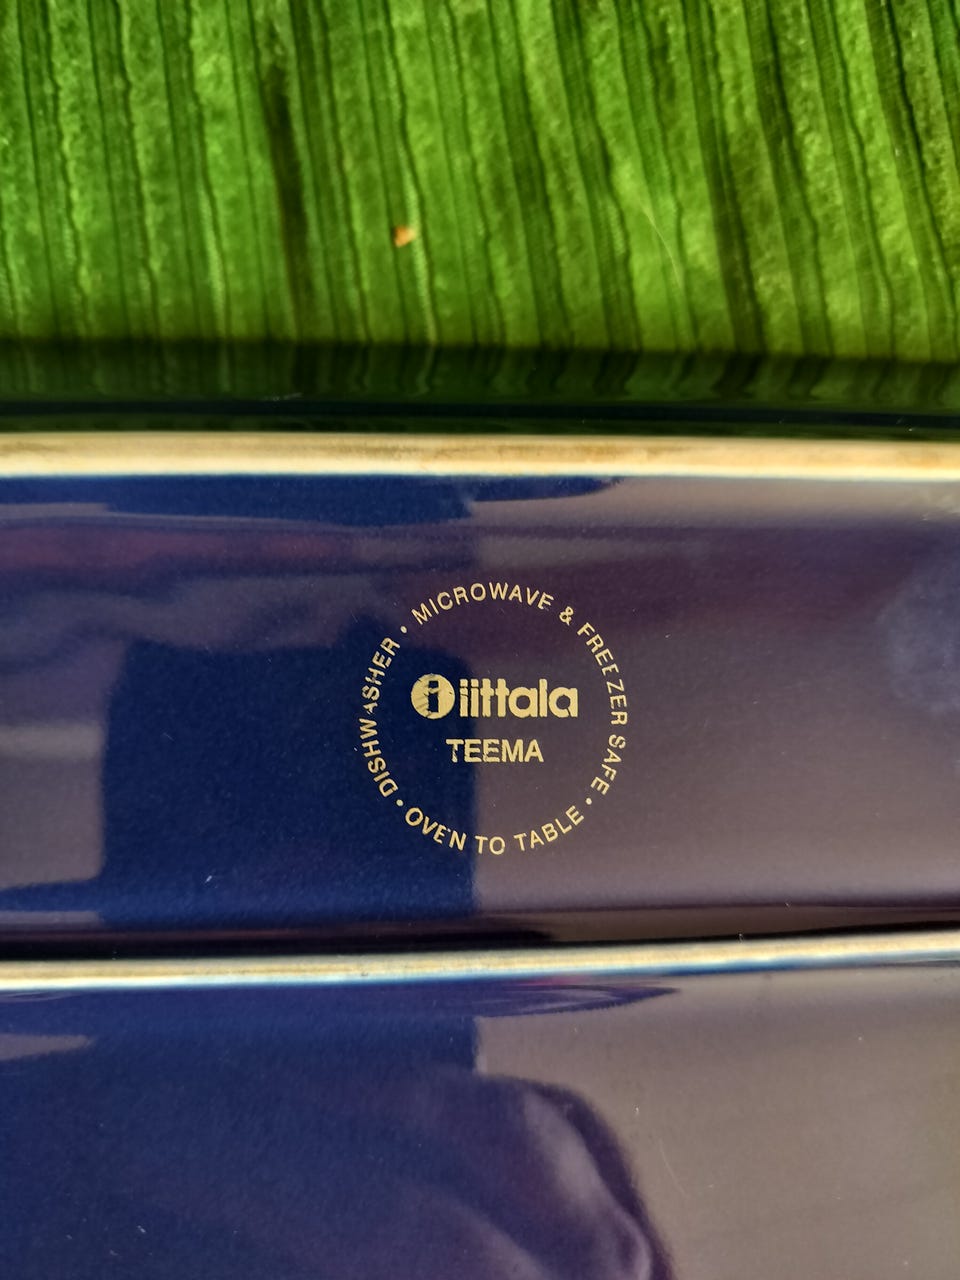 MICROWAVE & FREEZER SAFE • OVEN TO TABLE • DISHWASHER •
iittala
TEEMA